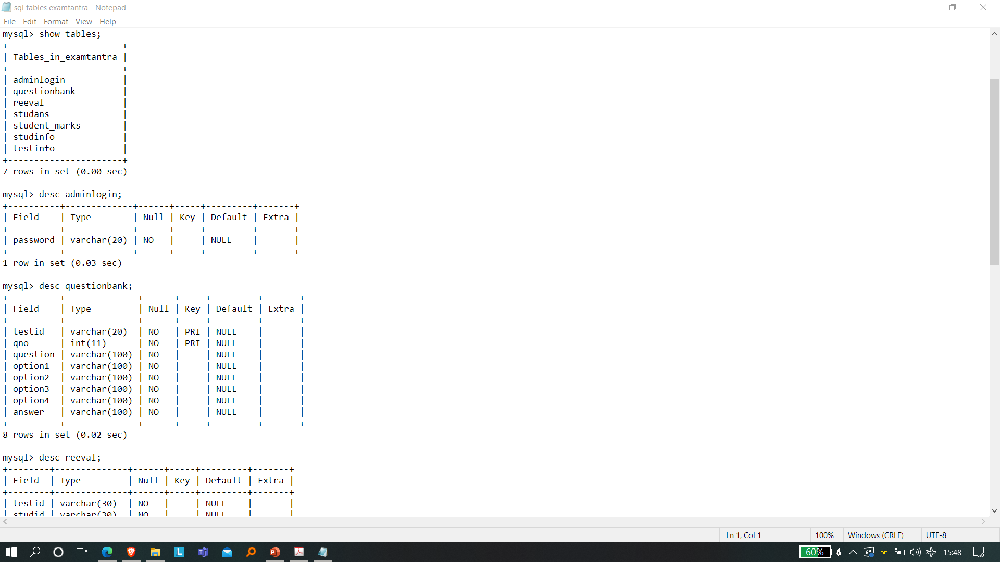 sql tables examtantra - Notepad
File Edit Format View Help
mysql> show tables;
+----------------------+
| Tables_in_examtantra |
+----------------------+
| adminlogin           |
| questionbank         |
| reeval               |
| studans              |
| student_marks        |
| studinfo             |
| testinfo             |
+----------------------+
7 rows in set (0.00 sec)
mysql> desc adminlogin;
+----------+-------------+------+-----+---------+-------+
| Field    | Type        | Null | Key | Default | Extra |
+----------+-------------+------+-----+---------+-------+
| password | varchar(20) | NO   |     | NULL    |       |
+----------+-------------+------+-----+---------+-------+
1 row in set (0.03 sec)
mysql> desc questionbank;
+----------+--------------+------+-----+---------+-------+
| Field    | Type         | Null | Key | Default | Extra |
+----------+--------------+------+-----+---------+-------+
| testid   | varchar(20)  | NO   | PRI | NULL    |       |
| qno      | int(11)      | NO   | PRI | NULL    |       |
| question | varchar(100) | NO   |     | NULL    |       |
| option1  | varchar(100) | NO   |     | NULL    |       |
| option2  | varchar(100) | NO   |     | NULL    |       |
| option3  | varchar(100) | NO   |     | NULL    |       |
| option4  | varchar(100) | NO   |     | NULL    |       |
| answer   | varchar(100) | NO   |     | NULL    |       |
+----------+--------------+------+-----+---------+-------+
8 rows in set (0.02 sec)
mysql> desc reeval;
+--------+--------------+------+-----+---------+-------+
| Field  | Type         | Null | Key | Default | Extra |
+--------+--------------+------+-----+---------+-------+
| testid | varchar(30)  | NO   |     | NULL    |       |
| studid | varchar(30)  | NO   |     | NULL    |       |
Ln 1, Col 1 100% Windows (CRLF) UTF-8
60% 56 15:48